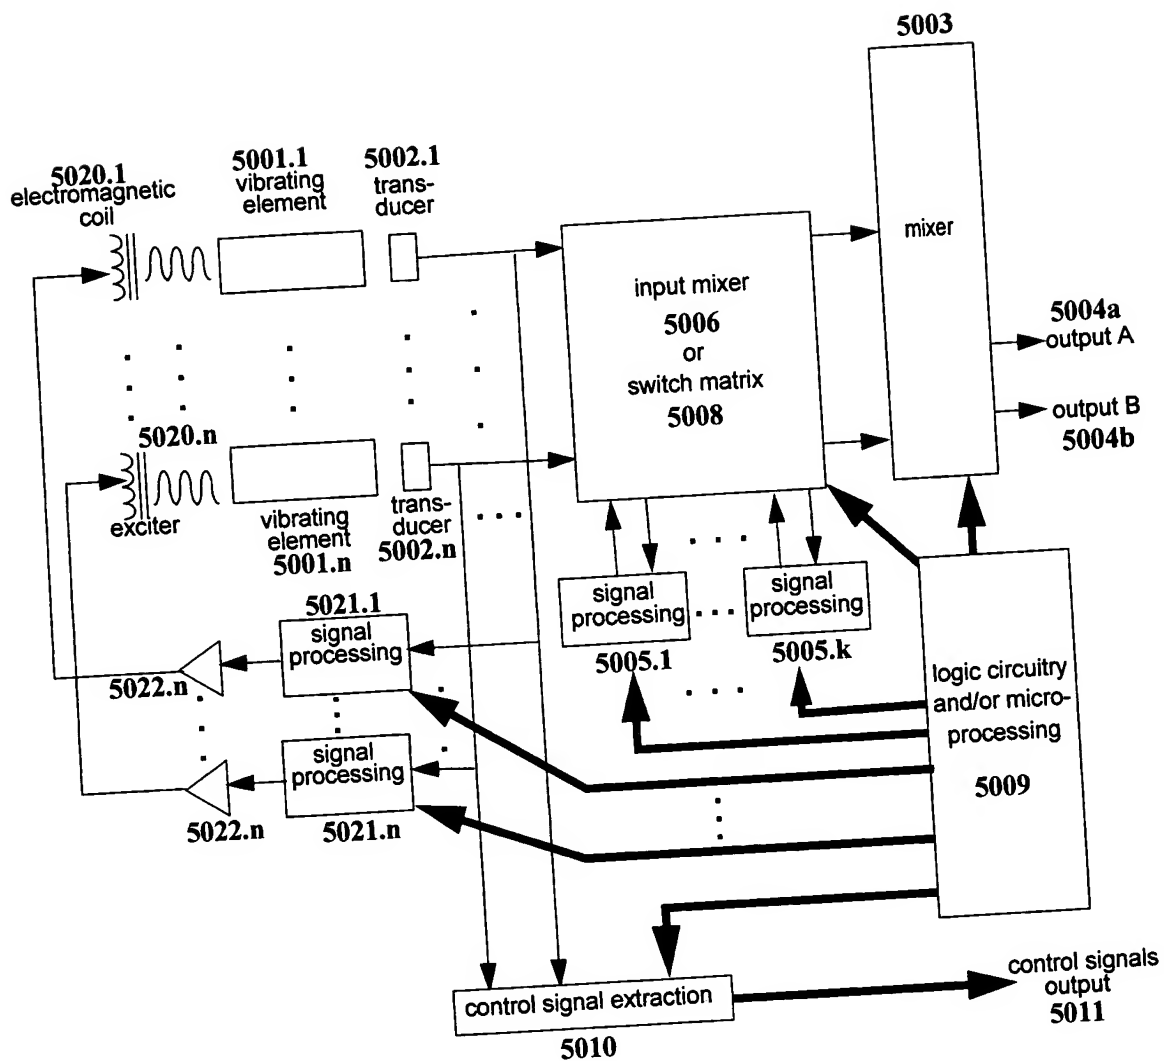 5003
mixer
5020.1
electromagnetic
coil
5001.1
vibrating
element
5002.1
trans-
ducer
input mixer
5006
or
switch matrix
5008
5004a
output A
output B
5004b
5020.n
exciter
vibrating
element
5001.n
trans-
ducer
5002.n
signal
processing
5005.1
signal
processing
5005.k
5021.1
signal
processing
5022.n
signal
processing
5022.n
5021.n
logic circuitry
and/or micro-
processing
5009
control signal extraction
5010
control signals
output
5011